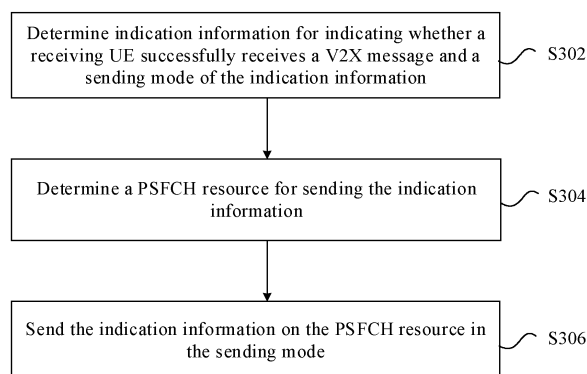 Determine indication information for indicating whether a
receiving UE successfully receives a V2X message and a
sending mode of the indication information
S302
Determine a PSFCH resource for sending the indication
information
S304
Send the indication information on the PSFCH resource in
the sending mode
S306